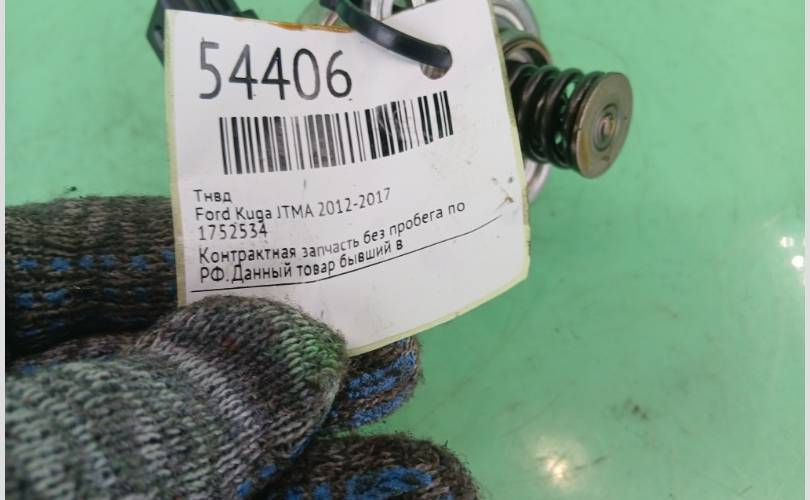 54406
Тнвд
Ford Kuga JTMA 2012-2017
1752534
Контрактная запчасть без пробега по
РФ. Данный товар бывший в